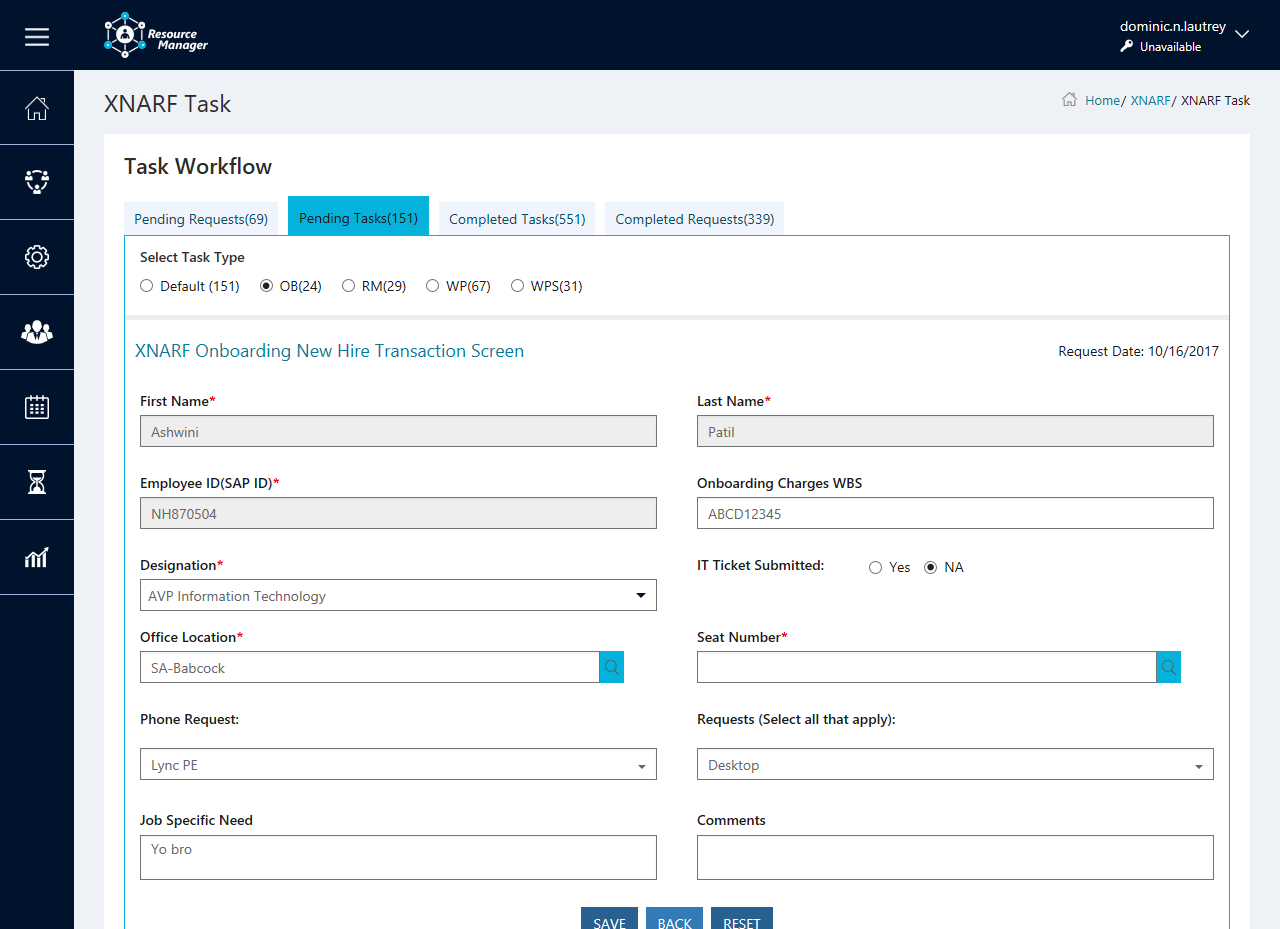 Resource Manager
dominic.n.lautrey
Unavailable
XNARF Task
Home/ XNARF/ XNARF Task
Task Workflow
Pending Requests(69) Pending Tasks(151) Completed Tasks(551) Completed Requests(339)
Select Task Type
Default (151) OB(24) RM(29) WP(67) WPS(31)
XNARF Onboarding New Hire Transaction Screen Request Date: 10/16/2017
First Name* Last Name*
Ashwini Patil
Employee ID(SAP ID)* Onboarding Charges WBS
NH870504 ABCD12345
Designation* IT Ticket Submitted: Yes NA
AVP Information Technology
Office Location* Seat Number*
SA-Babcock
Phone Request: Requests (Select all that apply):
Lync PE Desktop
Job Specific Need Comments
Yo bro
SAVE BACK RESET